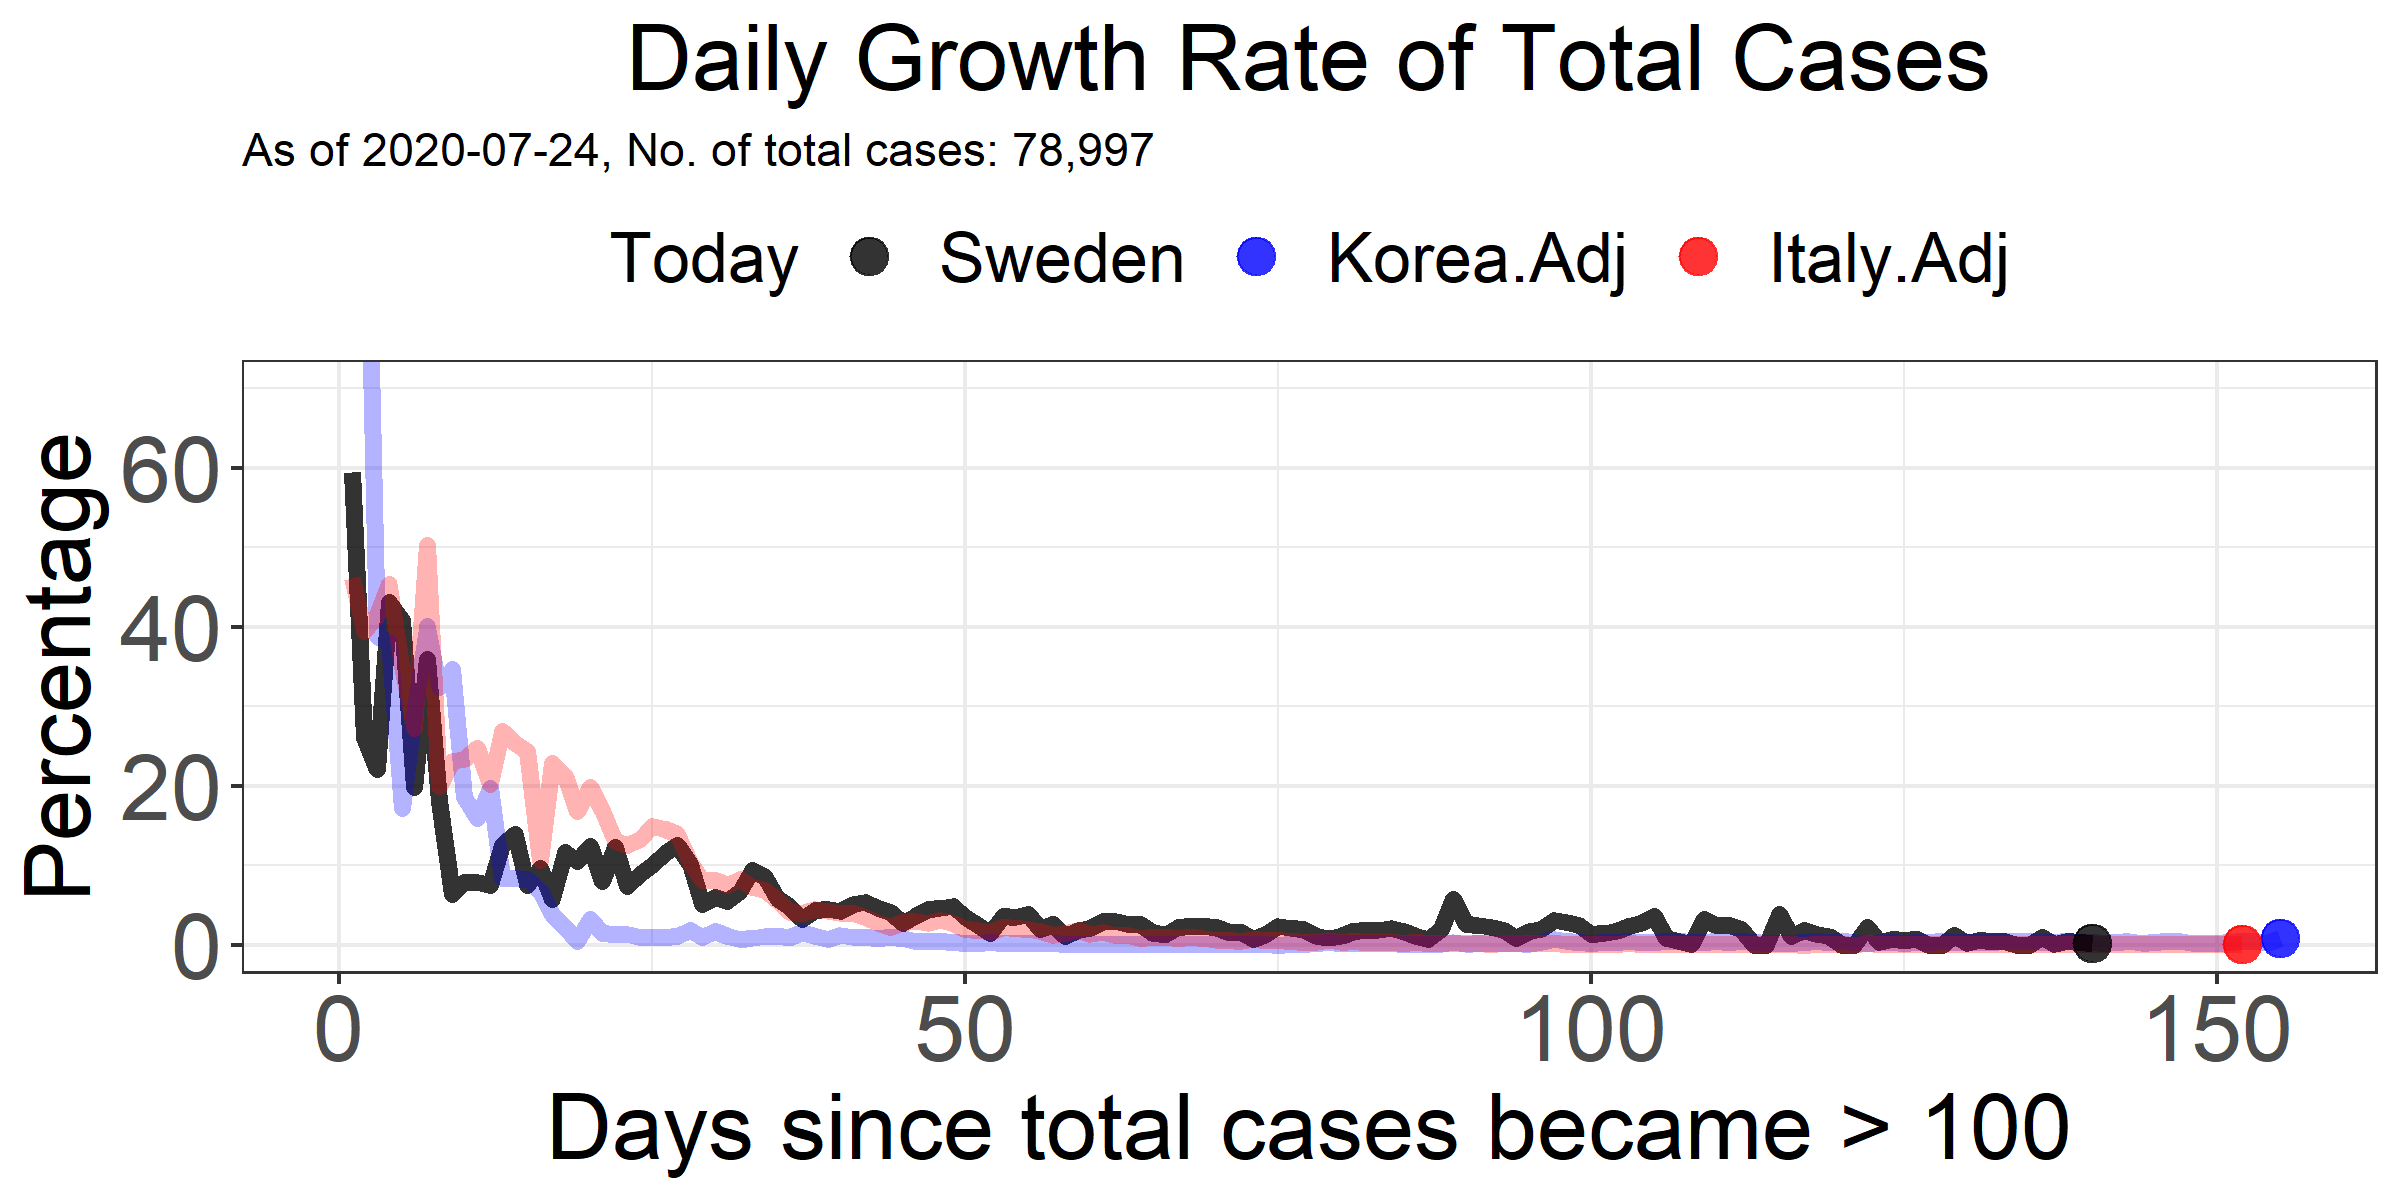 Daily Growth Rate of Total Cases
As of 2020-07-24, No. of total cases: 78,997
Today Sweden Korea.Adj Italy.Adj
Percentage
60
40
20
0
0 50 100 150
Days since total cases became > 100